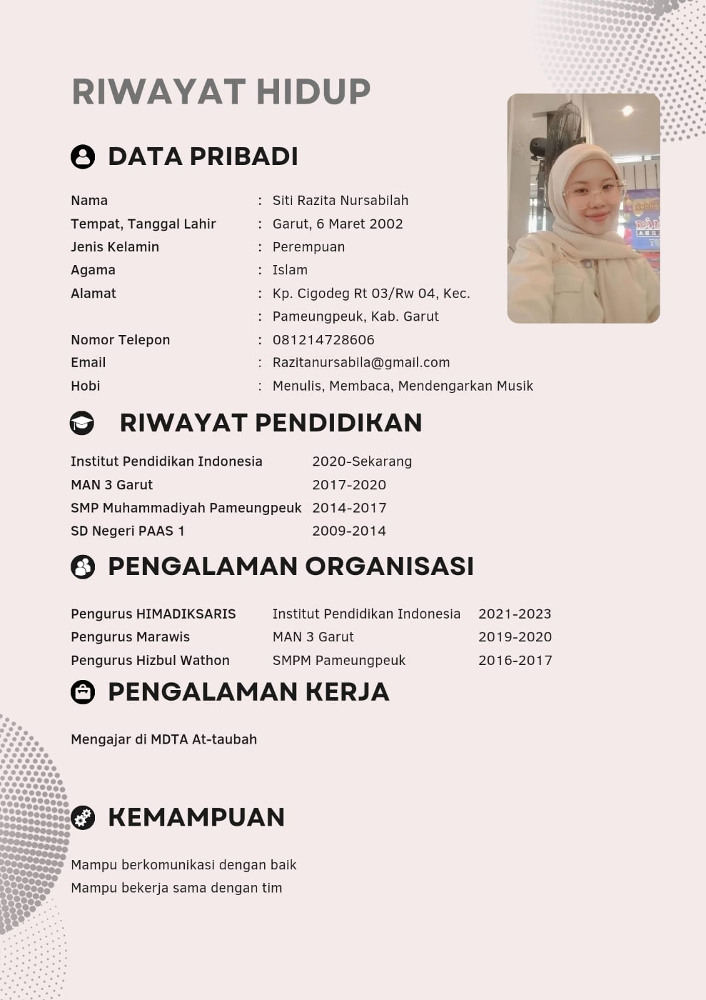 RIWAYAT HIDUP
DATA PRIBADI
Nama : Siti Razita Nursabilah
Tempat, Tanggal Lahir : Garut, 6 Maret 2002
Jenis Kelamin : Perempuan
Agama : Islam
Alamat : Kp. Cigodeg Rt 03/Rw 04, Kec.
: Pameungpeuk, Kab. Garut
Nomor Telepon : 081214728606
Email : Razitanursabila@gmail.com
Hobi : Menulis, Membaca, Mendengarkan Musik
RIWAYAT PENDIDIKAN
Institut Pendidikan Indonesia 2020-Sekarang
MAN 3 Garut 2017-2020
SMP Muhammadiyah Pameungpeuk 2014-2017
SD Negeri PAAS 1 2009-2014
PENGALAMAN ORGANISASI
Pengurus HIMADIKSARIS Institut Pendidikan Indonesia 2021-2023
Pengurus Marawis MAN 3 Garut 2019-2020
Pengurus Hizbul Wathon SMPM Pameungpeuk 2016-2017
PENGALAMAN KERJA
Mengajar di MDTA At-taubah
KEMAMPUAN
Mampu berkomunikasi dengan baik
Mampu bekerja sama dengan tim